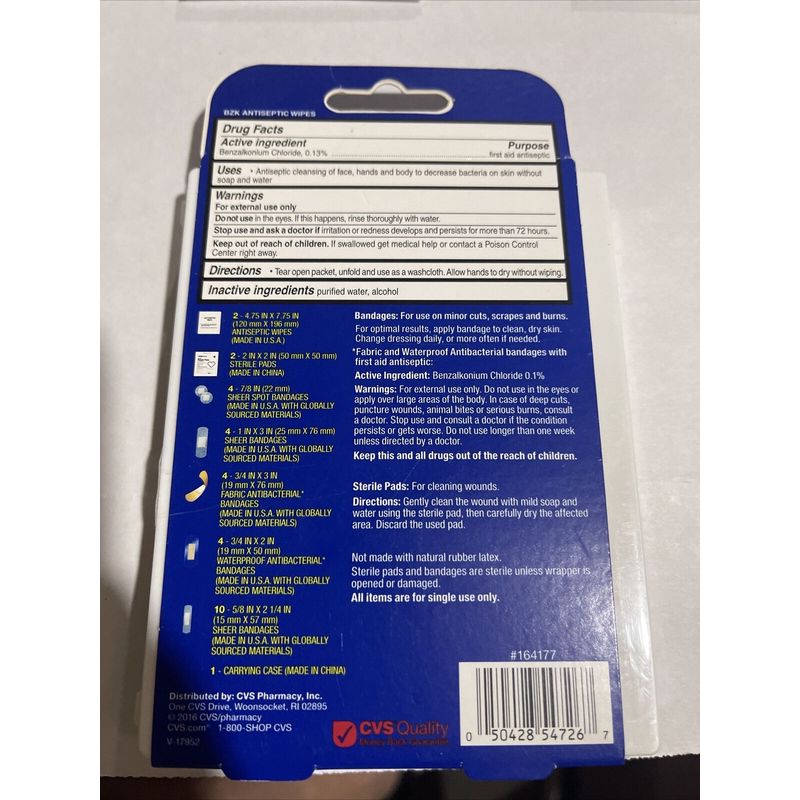 BZK ANTISEPTIC WIPES
Drug Facts
Active ingredient Purpose
Benzalkonium Chloride, 0.13% first aid antiseptic
Uses • Antiseptic cleansing of face, hands and body to decrease bacteria on skin without
soap and water
Warnings
For external use only
Do not use in the eyes. If this happens, rinse thoroughly with water.
Stop use and ask a doctor if irritation or redness develops and persists for more than 72 hours.
Keep out of reach of children. If swallowed get medical help or contact a Poison Control
Center right away.
Directions • Tear open packet, unfold and use as a washcloth. Allow hands to dry without wiping.
Inactive ingredients purified water, alcohol
2 - 4.75 IN X 7.75 IN
(120 mm X 196 mm)
ANTISEPTIC WIPES
(MADE IN U.S.A.)
2 - 2 IN X 2 IN (50 mm X 50 mm)
STERILE PADS
(MADE IN CHINA)
4 - 7/8 IN (22 mm)
SHEER SPOT BANDAGES
(MADE IN U.S.A. WITH GLOBALLY
SOURCED MATERIALS)
4 - 1 IN X 3 IN (25 mm X 76 mm)
SHEER BANDAGES
(MADE IN U.S.A. WITH GLOBALLY
SOURCED MATERIALS)
4 - 3/4 IN X 3 IN
(19 mm X 76 mm)
FABRIC ANTIBACTERIAL*
BANDAGES
(MADE IN U.S.A. WITH GLOBALLY
SOURCED MATERIALS)
4 - 3/4 IN X 2 IN
(19 mm X 50 mm)
WATERPROOF ANTIBACTERIAL*
BANDAGES
(MADE IN U.S.A. WITH GLOBALLY
SOURCED MATERIALS)
10 - 5/8 IN X 2 1/4 IN
(15 mm X 57 mm)
SHEER BANDAGES
(MADE IN U.S.A. WITH GLOBALLY
SOURCED MATERIALS)
1 - CARRYING CASE (MADE IN CHINA)
Bandages: For use on minor cuts, scrapes and burns.
For optimal results, apply bandage to clean, dry skin.
Change dressing daily, or more often if needed.
*Fabric and Waterproof Antibacterial bandages with
first aid antiseptic:
Active Ingredient: Benzalkonium Chloride 0.1%
Warnings: For external use only. Do not use in the eyes or
apply over large areas of the body. In case of deep cuts,
puncture wounds, animal bites or serious burns, consult
a doctor. Stop use and consult a doctor if the condition
persists or gets worse. Do not use longer than one week
unless directed by a doctor.
Keep this and all drugs out of the reach of children.
Sterile Pads: For cleaning wounds.
Directions: Gently clean the wound with mild soap and
water using the sterile pad, then carefully dry the affected
area. Discard the used pad.
Not made with natural rubber latex.
Sterile pads and bandages are sterile unless wrapper is
opened or damaged.
All items are for single use only.
Distributed by: CVS Pharmacy, Inc.
One CVS Drive, Woonsocket, RI 02895
© 2016 CVS/pharmacy
CVS.com® 1-800-SHOP CVS
V-17952
CVS Quality
Money Back Guarantee
#164177
0 50428 54726 7